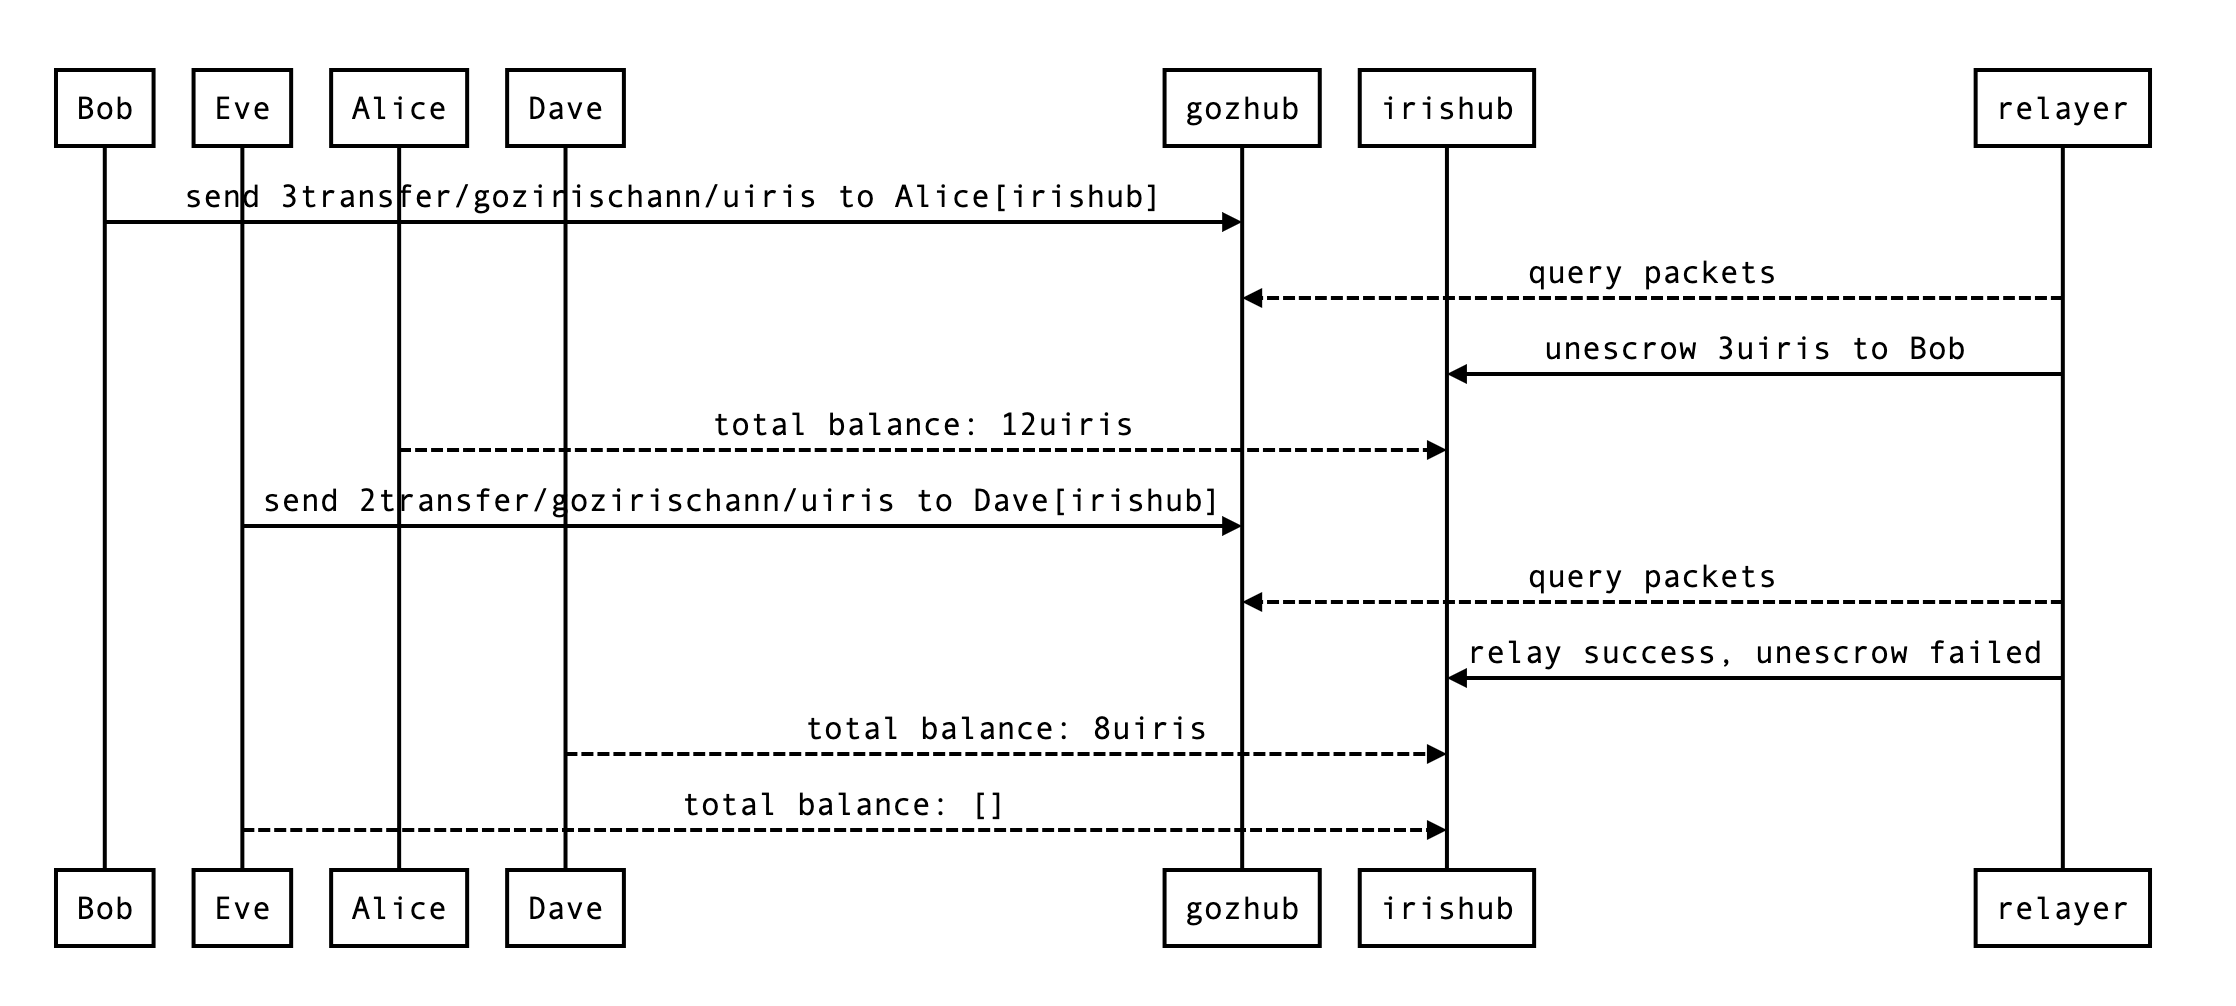 Bob Eve Alice Dave gozhub irishub relayer
send 3transfer/gozirischann/uiris to Alice[irishub]
query packets
unescrow 3uiris to Bob
total balance: 12uiris
send 2transfer/gozirischann/uiris to Dave[irishub]
query packets
relay success, unescrow failed
total balance: 8uiris
total balance: []
Bob Eve Alice Dave gozhub irishub relayer